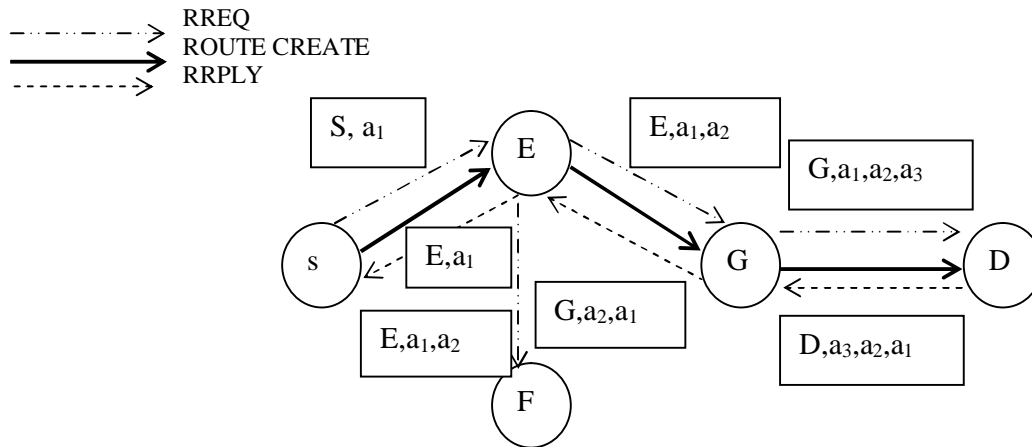 RREQ
ROUTE CREATE
RRPLY
S, a₁
E
E,a₁,a₂
G,a₁,a₂,a₃
s
E,a₁
G
D
E,a₁,a₂
G,a₂,a₁
D,a₃,a₂,a₁
F